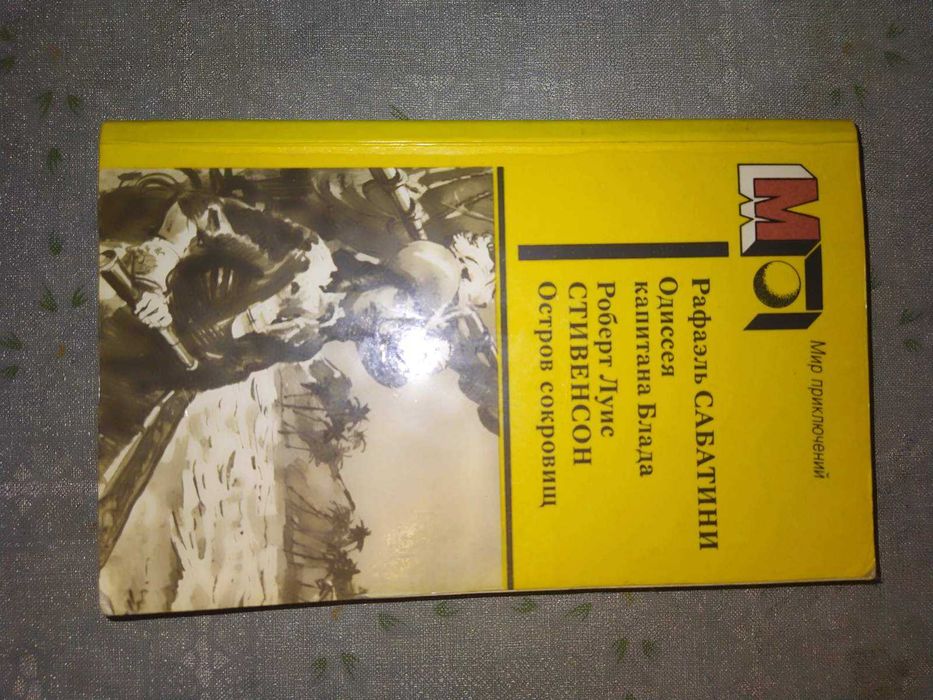 М
Мир приключений
Рафаэль САБАТИНИ
Одиссея
капитана Блада
Роберт Луис
СТИВЕНСОН
Остров сокровищ